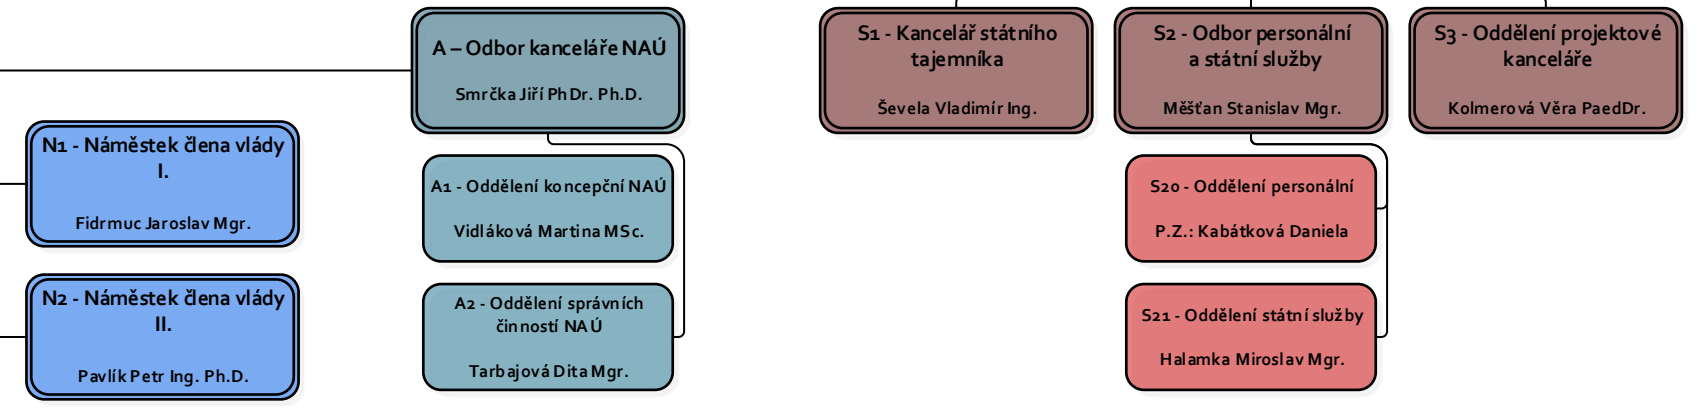 A – Odbor kanceláře NAÚ
Smrčka Jiří PhDr. Ph.D.
S1 - Kancelář státního
tajemníka
Ševela Vladimír Ing.
S2 - Odbor personální
a státní služby
Měšťan Stanislav Mgr.
S3 - Oddělení projektové
kanceláře
Kolmerová Věra PaedDr.
N1 - Náměstek člena vlády
I.
Fidrmuc Jaroslav Mgr.
A1 - Oddělení koncepční NAÚ
Vidláková Martina MSc.
S20 - Oddělení personální
P.Z.: Kabátková Daniela
N2 - Náměstek člena vlády
II.
Pavlík Petr Ing. Ph.D.
A2 - Oddělení správních
činností NAÚ
Tarbajová Dita Mgr.
S21 - Oddělení státní služby
Halamka Miroslav Mgr.